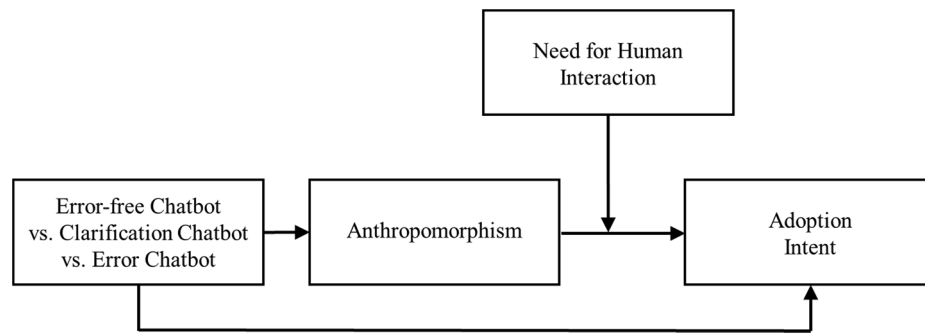 Need for Human
Interaction
Error-free Chatbot
vs. Clarification Chatbot
vs. Error Chatbot
Anthropomorphism
Adoption
Intent